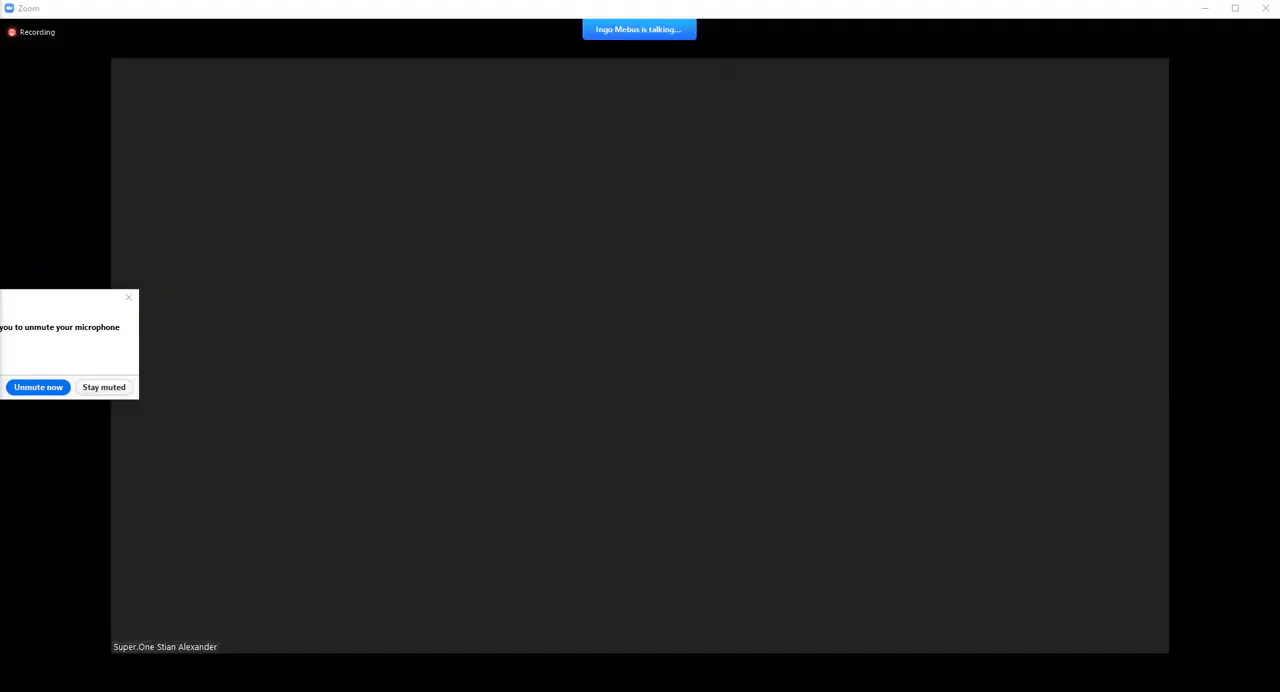 Zoom
Recording
Ingo Mebus is talking...
you to unmute your microphone
Unmute now
Stay muted
Super.One Stian Alexander